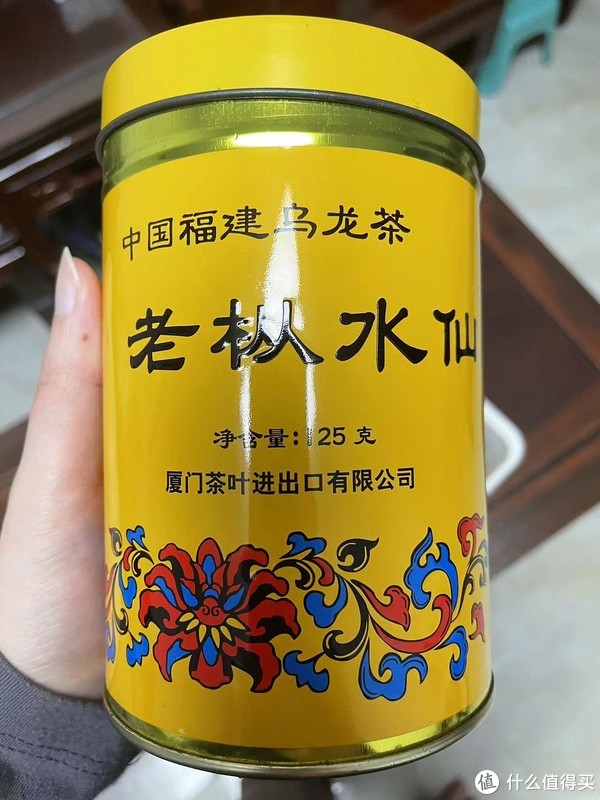 中国福建乌龙茶
老枞水仙
净含量:125克
厦门茶叶进出口有限公司
值 什么值得买